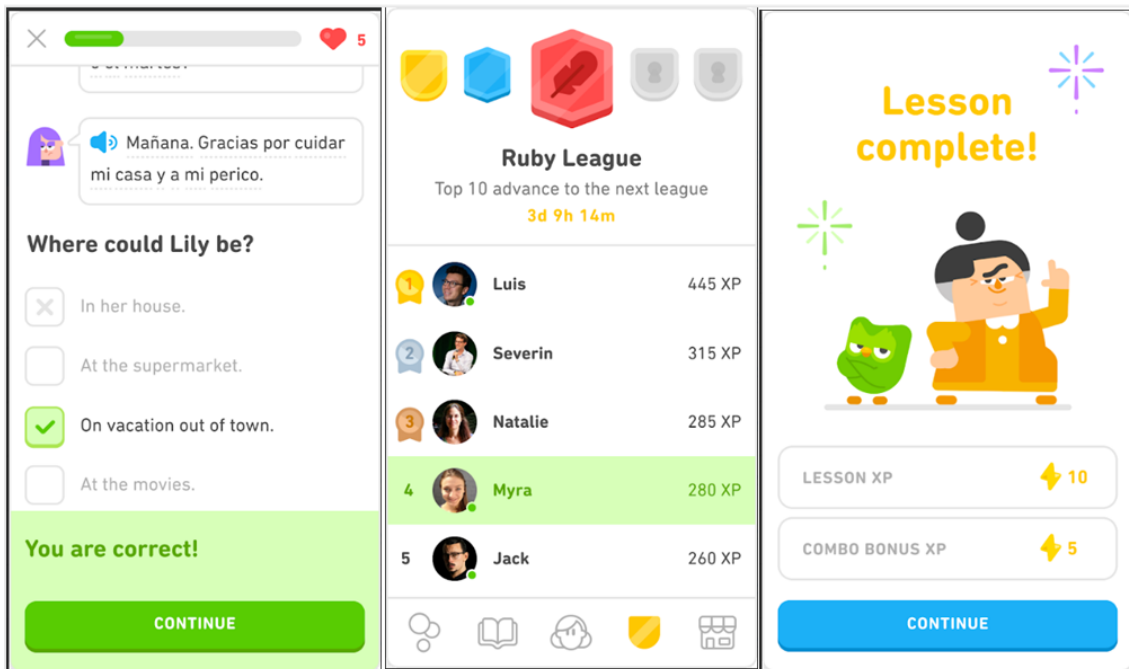 5
Mañana. Gracias por cuidar
mi casa y a mi perico.
Where could Lily be?
In her house.
At the supermarket.
On vacation out of town.
At the movies.
You are correct!
CONTINUE
Ruby League
Top 10 advance to the next league
3d 9h 14m
1 Luis 445 XP
2 Severin 315 XP
3 Natalie 285 XP
4 Myra 280 XP
5 Jack 260 XP
Lesson
complete!
LESSON XP 10
COMBO BONUS XP 5
CONTINUE